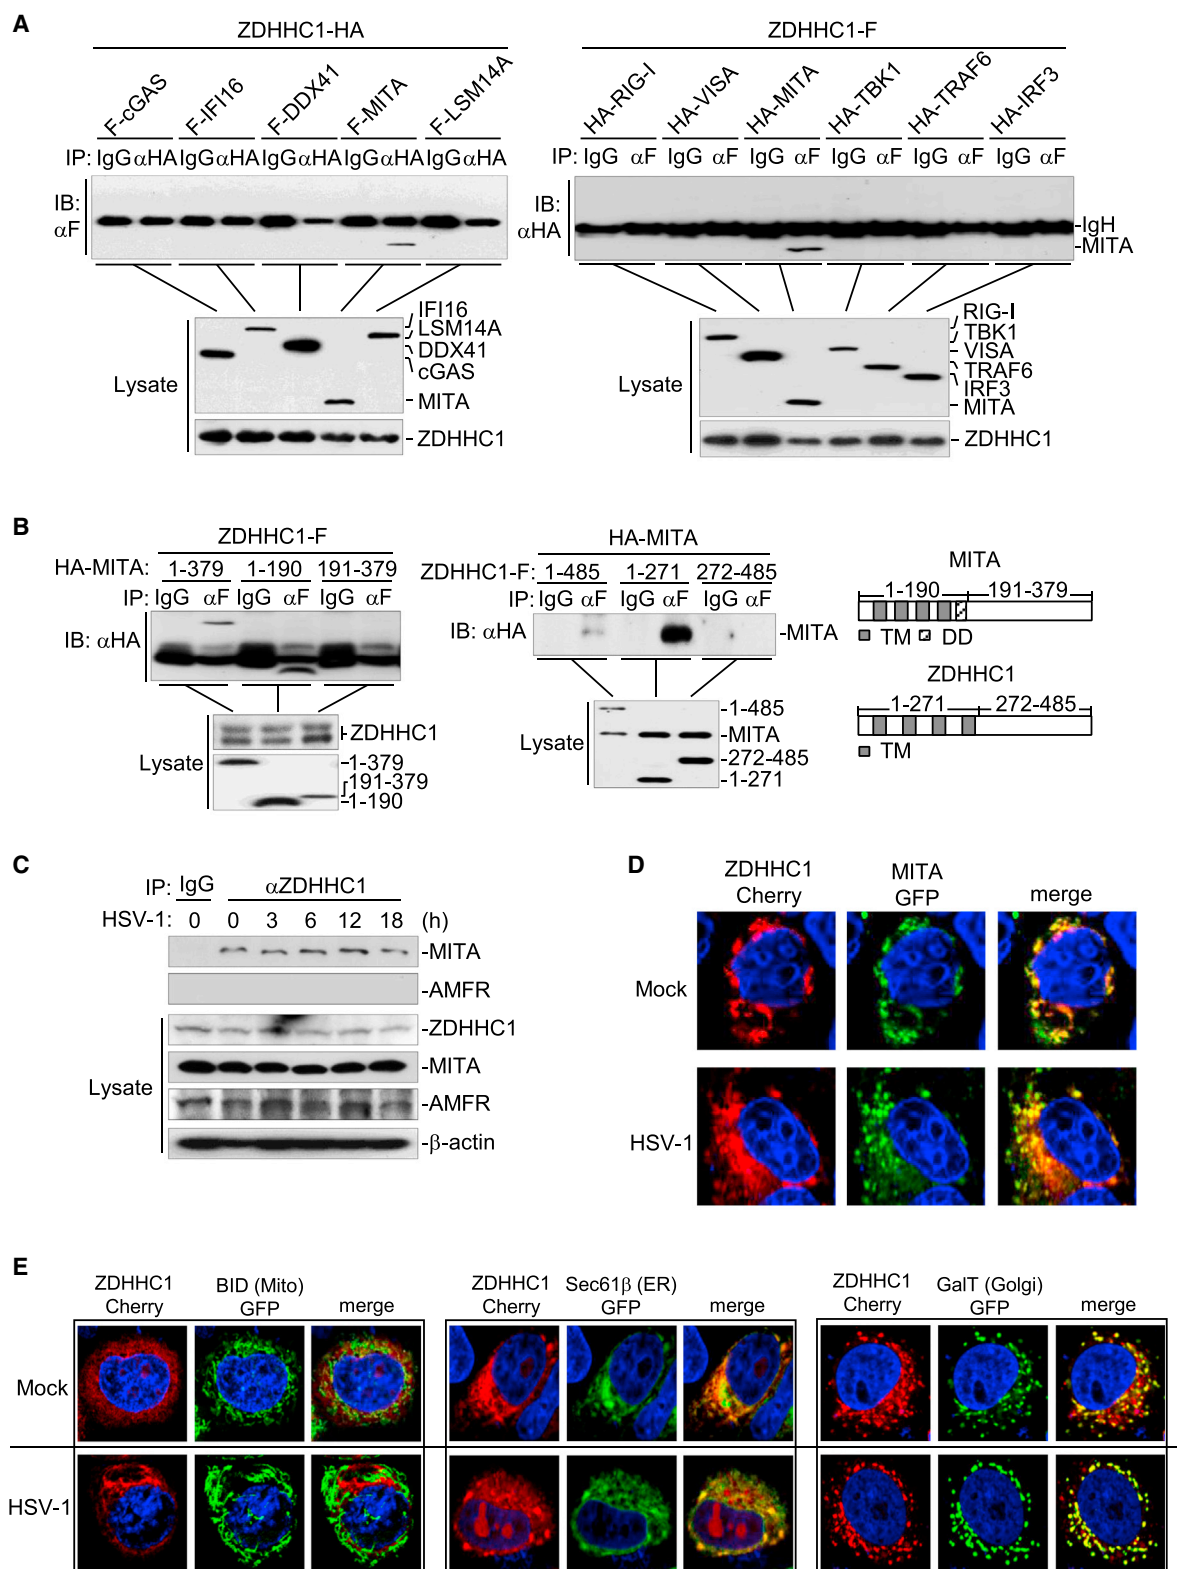 A
ZDHHC1-HA
F-cGAS F-IFI16 F-DDX41 F-MITA F-LSM14A
IP: IgG αHA IgG αHA IgG αHA IgG αHA IgG αHA
IB: αF
IFI16
LSM14A
DDX41
cGAS
MITA
Lysate
ZDHHC1
ZDHHC1-F
HA-RIG-I HA-VISA HA-MITA HA-TBK1 HA-TRAF6 HA-IRF3
IP: IgG αF IgG αF IgG αF IgG αF IgG αF IgG αF
IB: αHA
IgH
MITA
RIG-I
TBK1
VISA
TRAF6
IRF3
MITA
Lysate
ZDHHC1
B
ZDHHC1-F
HA-MITA: 1-379 1-190 191-379
IP: IgG αF IgG αF IgG αF
IB: αHA
ZDHHC1
Lysate
1-379
191-379
1-190
HA-MITA
ZDHHC1-F: 1-485 1-271 272-485
IP: IgG αF IgG αF IgG αF
IB: αHA
-MITA
1-485
MITA
272-485
1-271
Lysate
MITA
1-190 191-379
TM DD
ZDHHC1
1-271 272-485
TM
C
IP: IgG αZDHHC1
HSV-1: 0 0 3 6 12 18 (h)
-MITA
-AMFR
-ZDHHC1
-MITA
-AMFR
-β-actin
Lysate
D
ZDHHC1 Cherry
MITA GFP
merge
Mock
HSV-1
E
ZDHHC1 Cherry
BID (Mito) GFP
merge
ZDHHC1 Cherry
Sec61β (ER) GFP
merge
ZDHHC1 Cherry
GalT (Golgi) GFP
merge
Mock
HSV-1